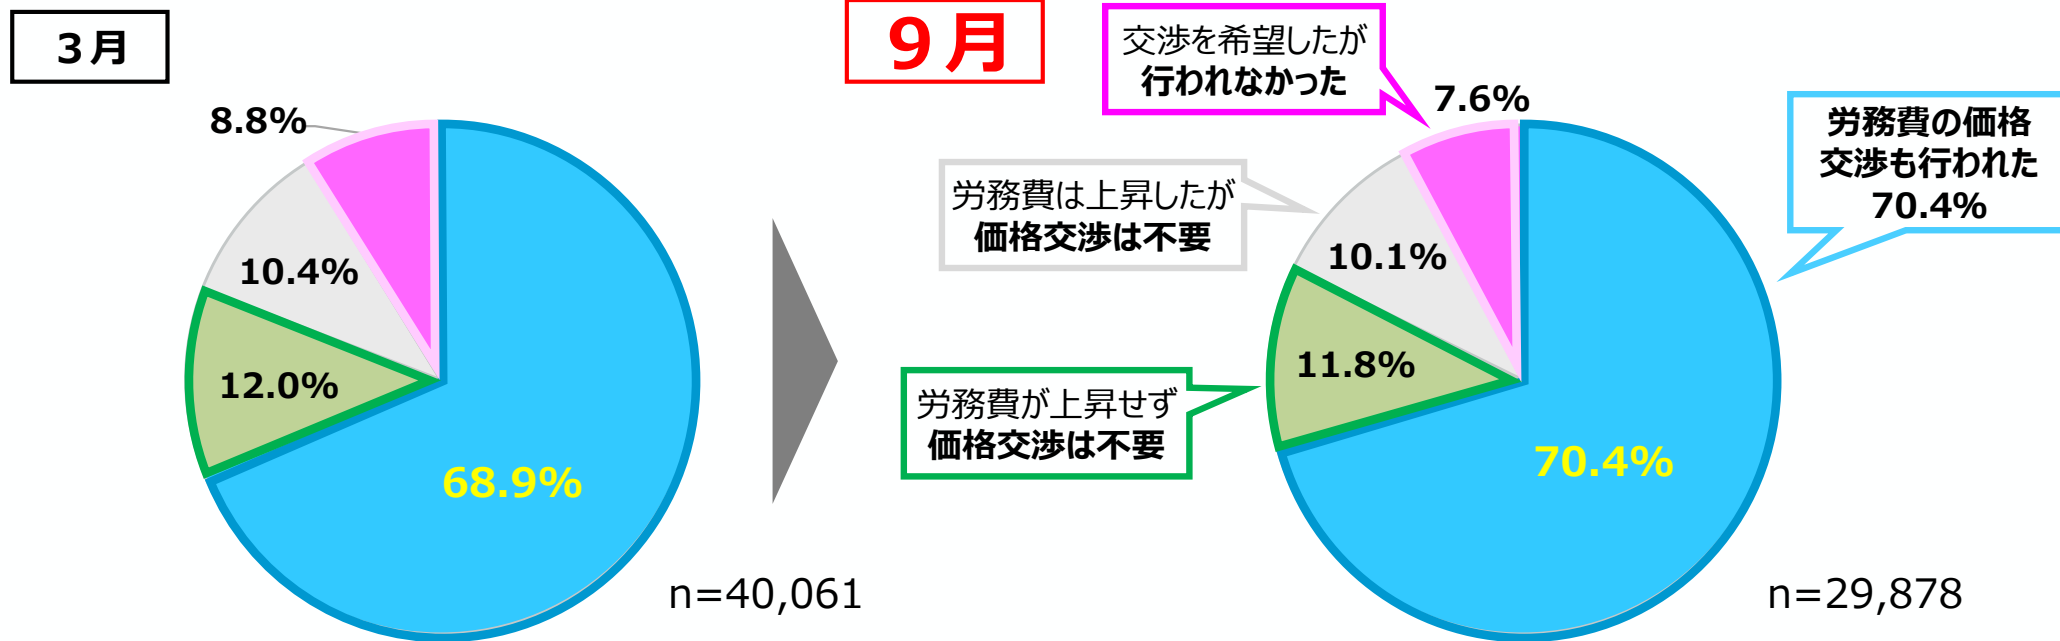 3月
8.8%
10.4%
12.0%
68.9%
n=40,061
9月
交渉を希望したが
行われなかった
7.6%
労務費の価格
交渉も行われた
70.4%
労務費は上昇したが
価格交渉は不要
10.1%
労務費が上昇せず
価格交渉は不要
11.8%
70.4%
n=29,878